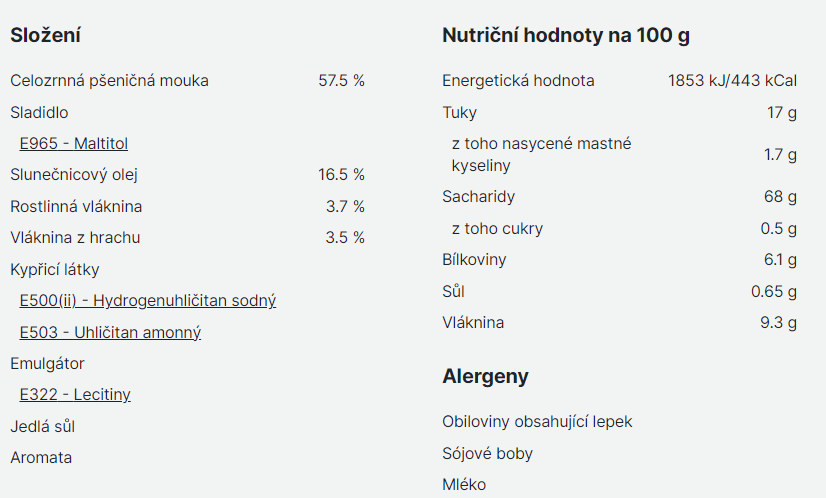 Složení
Celozrnná pšeničná mouka 57.5 %
Sladidlo
E965 - Maltitol
Slunečnicový olej 16.5 %
Rostlinná vláknina 3.7 %
Vláknina z hrachu 3.5 %
Kypřicí látky
E500(ii) - Hydrogenuhličitan sodný
E503 - Uhličitan amonný
Emulgátor
E322 - Lecitiny
Jedlá sůl
Aromata
Nutriční hodnoty na 100 g
Energetická hodnota 1853 kJ/443 kCal
Tuky 17 g
z toho nasycené mastné
kyseliny 1.7 g
Sacharidy 68 g
z toho cukry 0.5 g
Bílkoviny 6.1 g
Sůl 0.65 g
Vláknina 9.3 g
Alergeny
Obiloviny obsahující lepek
Sójové boby
Mléko